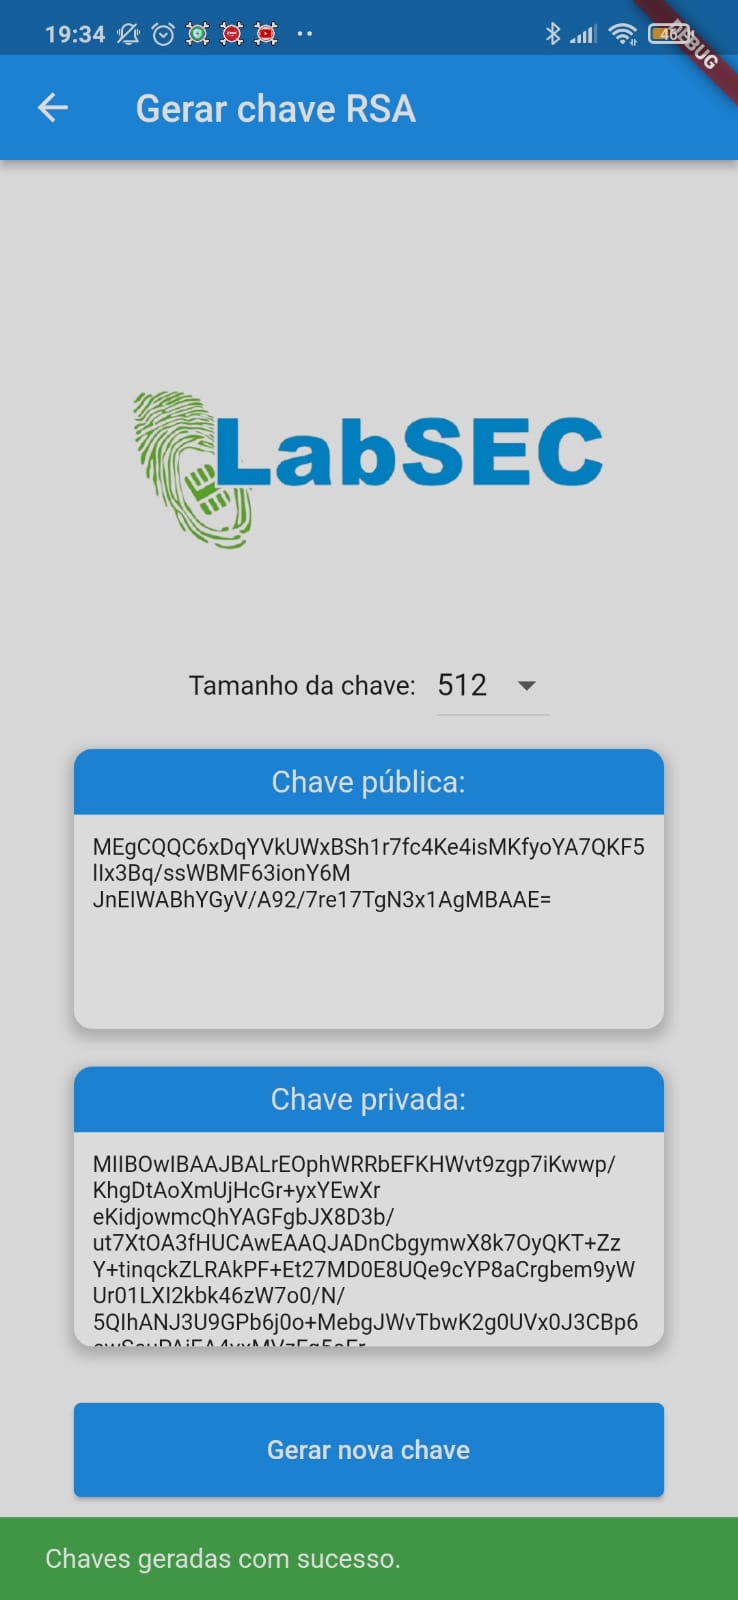 19:34
46
DEBUG
Gerar chave RSA
LabSEC
Tamanho da chave: 512
Chave pública:
MEgCQQC6xDqYVkUWxBSh1r7fc4Ke4isMKfyoYA7QKF5
lIx3Bq/ssWBMF63ionY6M
JnEIWABhYGyV/A92/7re17TgN3x1AgMBAAE=
Chave privada:
MIIBOwIBAAJBALrEOphWRRbEFKHWvt9zgp7iKwwp/
KhgDtAoXmUjHcGr+yxYEwXr
eKidjowmcQhYAGFgbJX8D3b/
ut7XtOA3fHUCAwEAAQJADnCbgymwX8k7OyQKT+Zz
Y+tinqckZLRAkPF+Et27MD0E8UQe9cYP8aCrgbem9yW
Ur01LXI2kbk46zW7o0/N/
5QIhANJ3U9GPb6j0o+MebgJWvTbwK2g0UVx0J3CBp6
Gerar nova chave
Chaves geradas com sucesso.